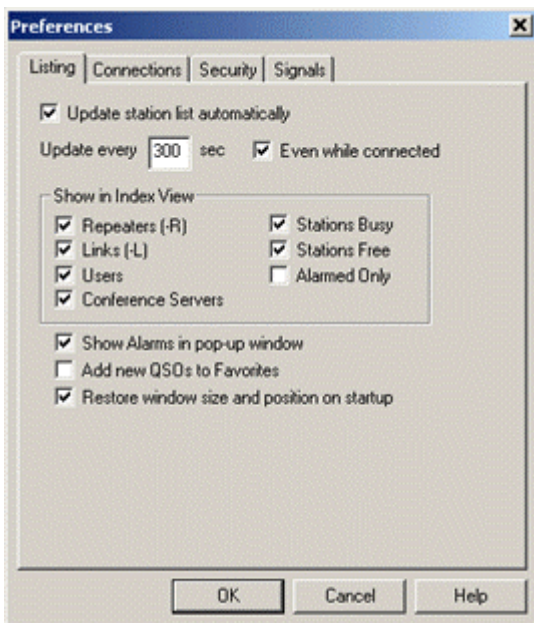 Preferences
Listing Connections Security Signals
Update station list automatically
Update every 300 sec Even while connected
Show in Index View
Repeaters (-R) Stations Busy
Links (-L) Stations Free
Users Alarmed Only
Conference Servers
Show Alarms in pop-up window
Add new QSOs to Favorites
Restore window size and position on startup
OK Cancel Help